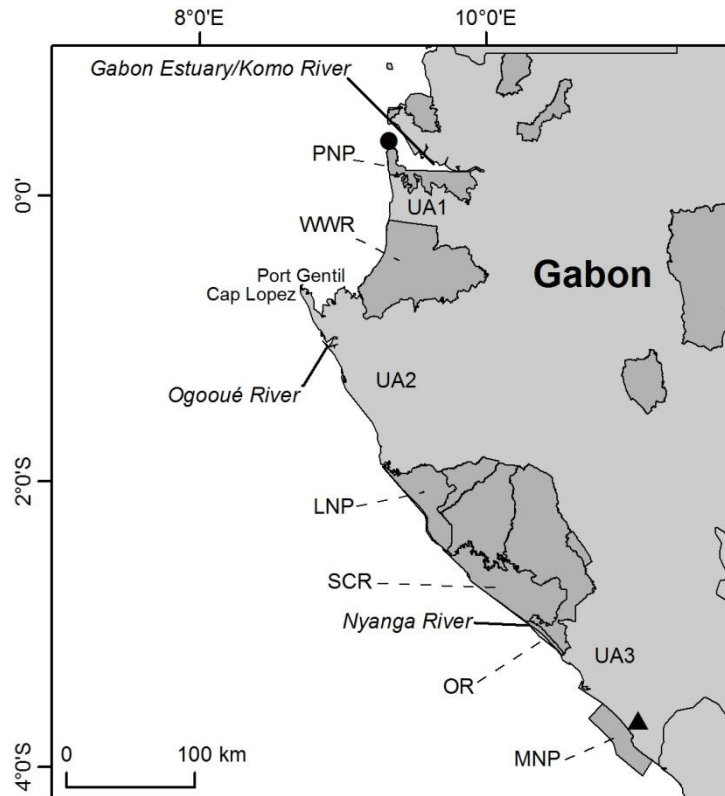 8°0'E 10°0'E
Gabon Estuary/Komo River
PNP
0°0'
UA1
WWR
Gabon
Port Gentil
Cap Lopez
UA2
Ogooué River
2°0'S
LNP
SCR
Nyanga River
UA3
OR
0 100 km
MNP
4°0'S